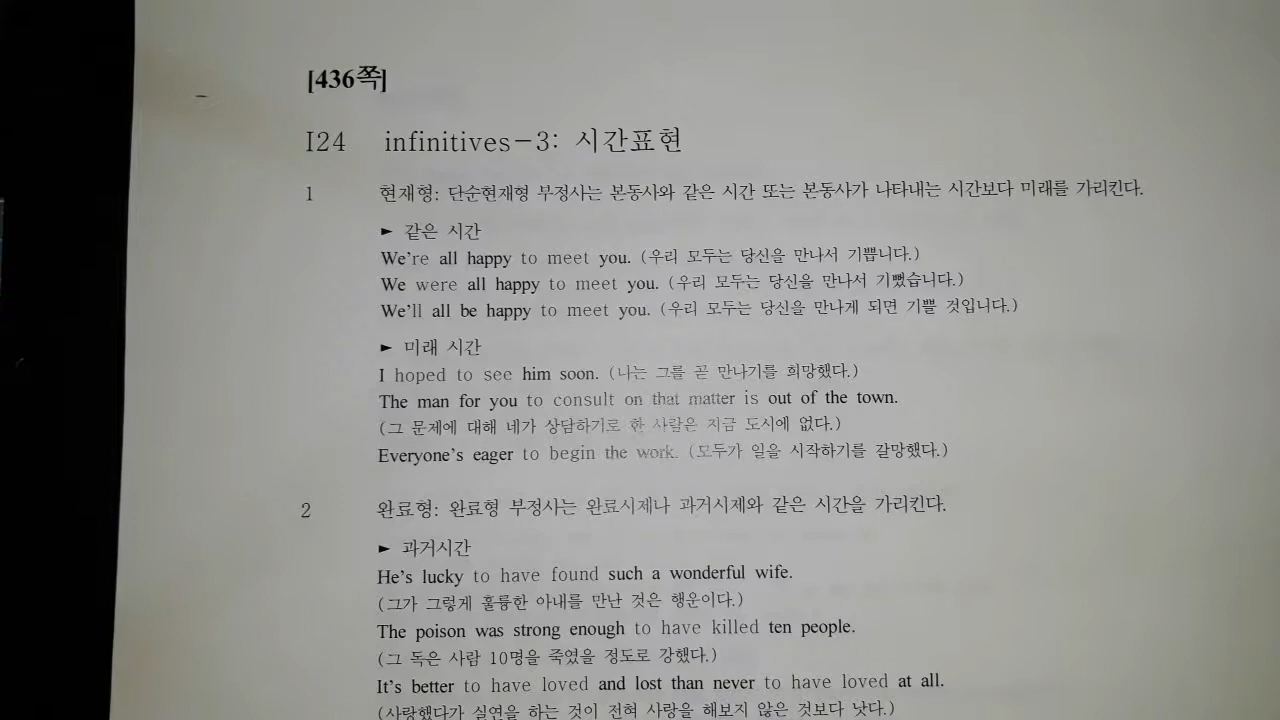 [436쪽]
I24 infinitives-3: 시간표현
1 현재형: 단순현재형 부정사는 본동사와 같은 시간 또는 본동사가 나타내는 시간보다 미래를 가리킨다.
► 같은 시간
We're all happy to meet you. (우리 모두는 당신을 만나서 기쁩니다.)
We were all happy to meet you. (우리 모두는 당신을 만나서 기뻤습니다.)
We'll all be happy to meet you. (우리 모두는 당신을 만나게 되면 기쁠 것입니다.)
► 미래 시간
I hoped to see him soon. (나는 그를 곧 만나기를 희망했다.)
The man for you to consult on that matter is out of the town.
(그 문제에 대해 네가 상담하기로 한 사람은 지금 도시에 없다.)
Everyone's eager to begin the work. (모두가 일을 시작하기를 갈망했다.)
2 완료형: 완료형 부정사는 완료시제나 과거시제와 같은 시간을 가리킨다.
► 과거시간
He's lucky to have found such a wonderful wife.
(그가 그렇게 훌륭한 아내를 만난 것은 행운이다.)
The poison was strong enough to have killed ten people.
(그 독은 사람 10명을 죽였을 정도로 강했다.)
It's better to have loved and lost than never to have loved at all.
(사랑했다가 실연을 하는 것이 전혀 사랑을 해보지 않은 것보다 낫다.)